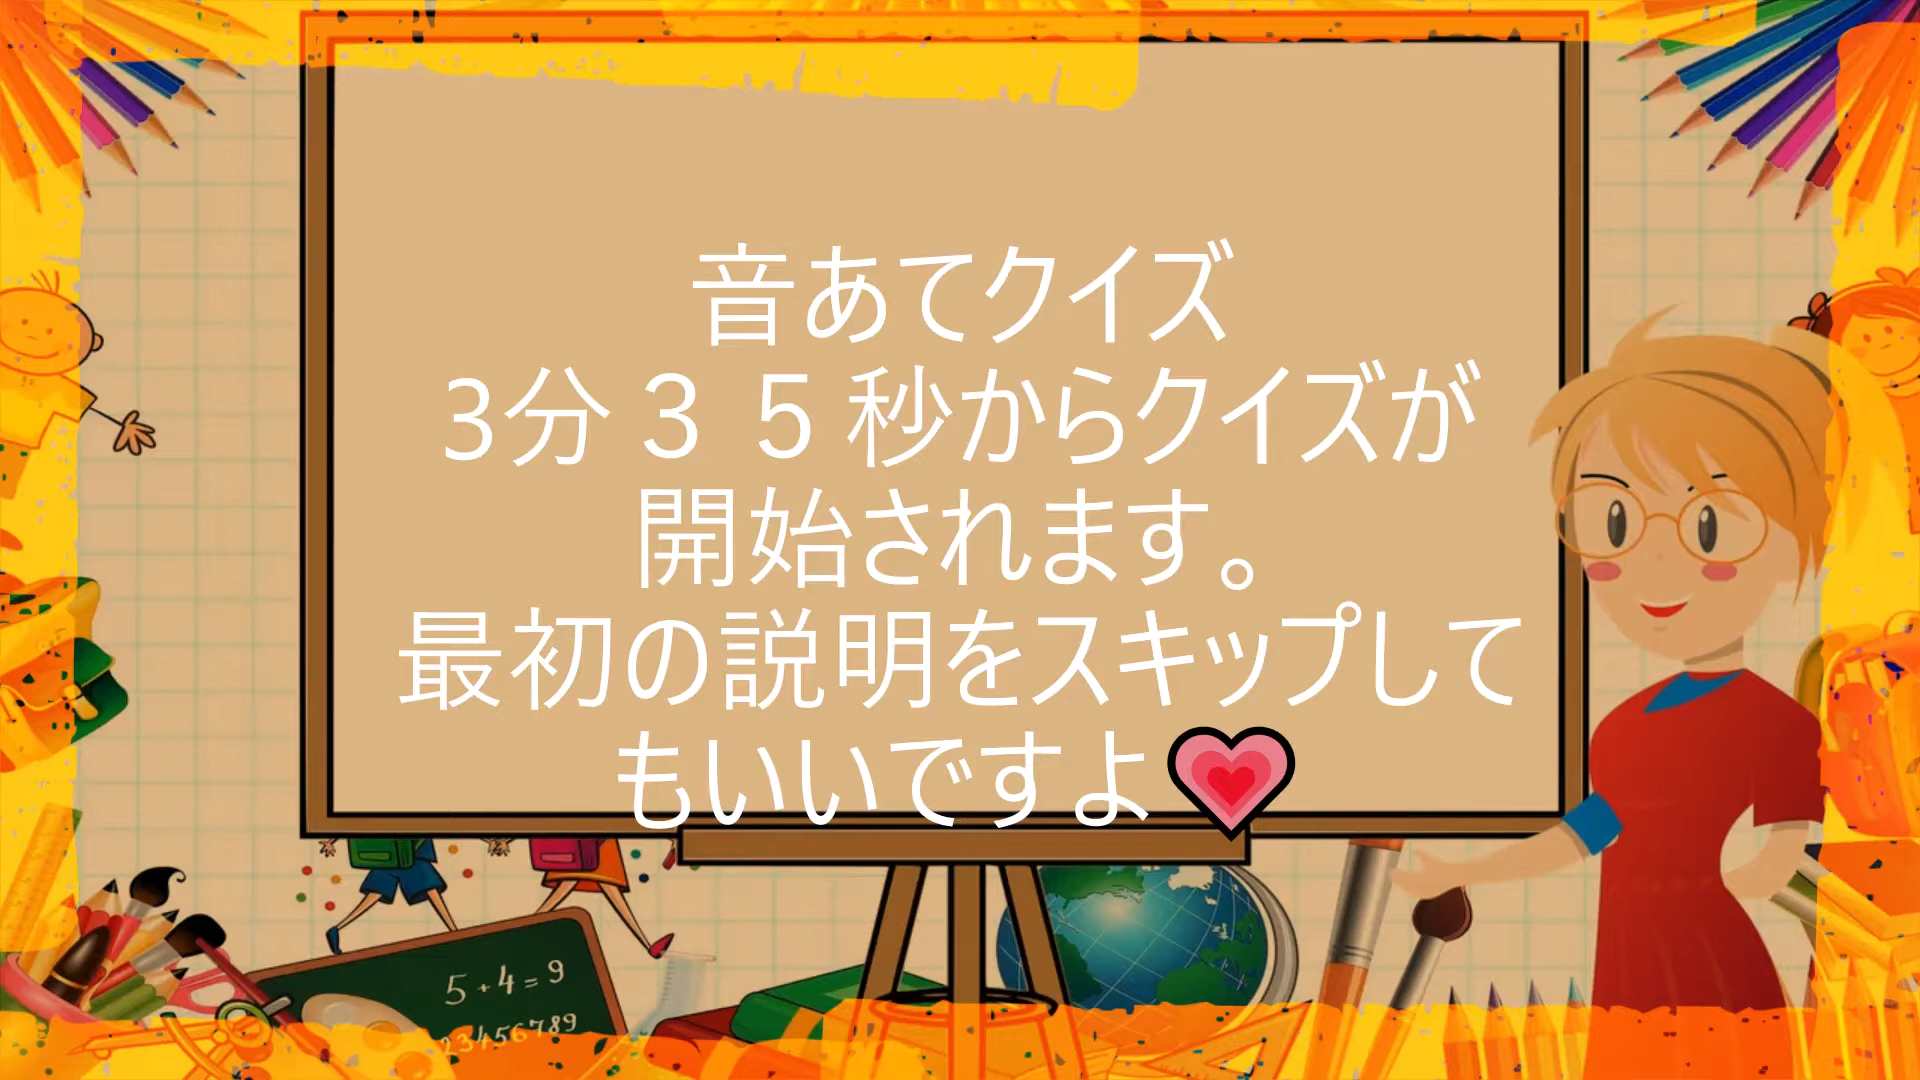 音あてクイズ
3分３５秒からクイズが
開始されます。
最初の説明をスキップして
もいいですよ💗
5+4=9
23456789